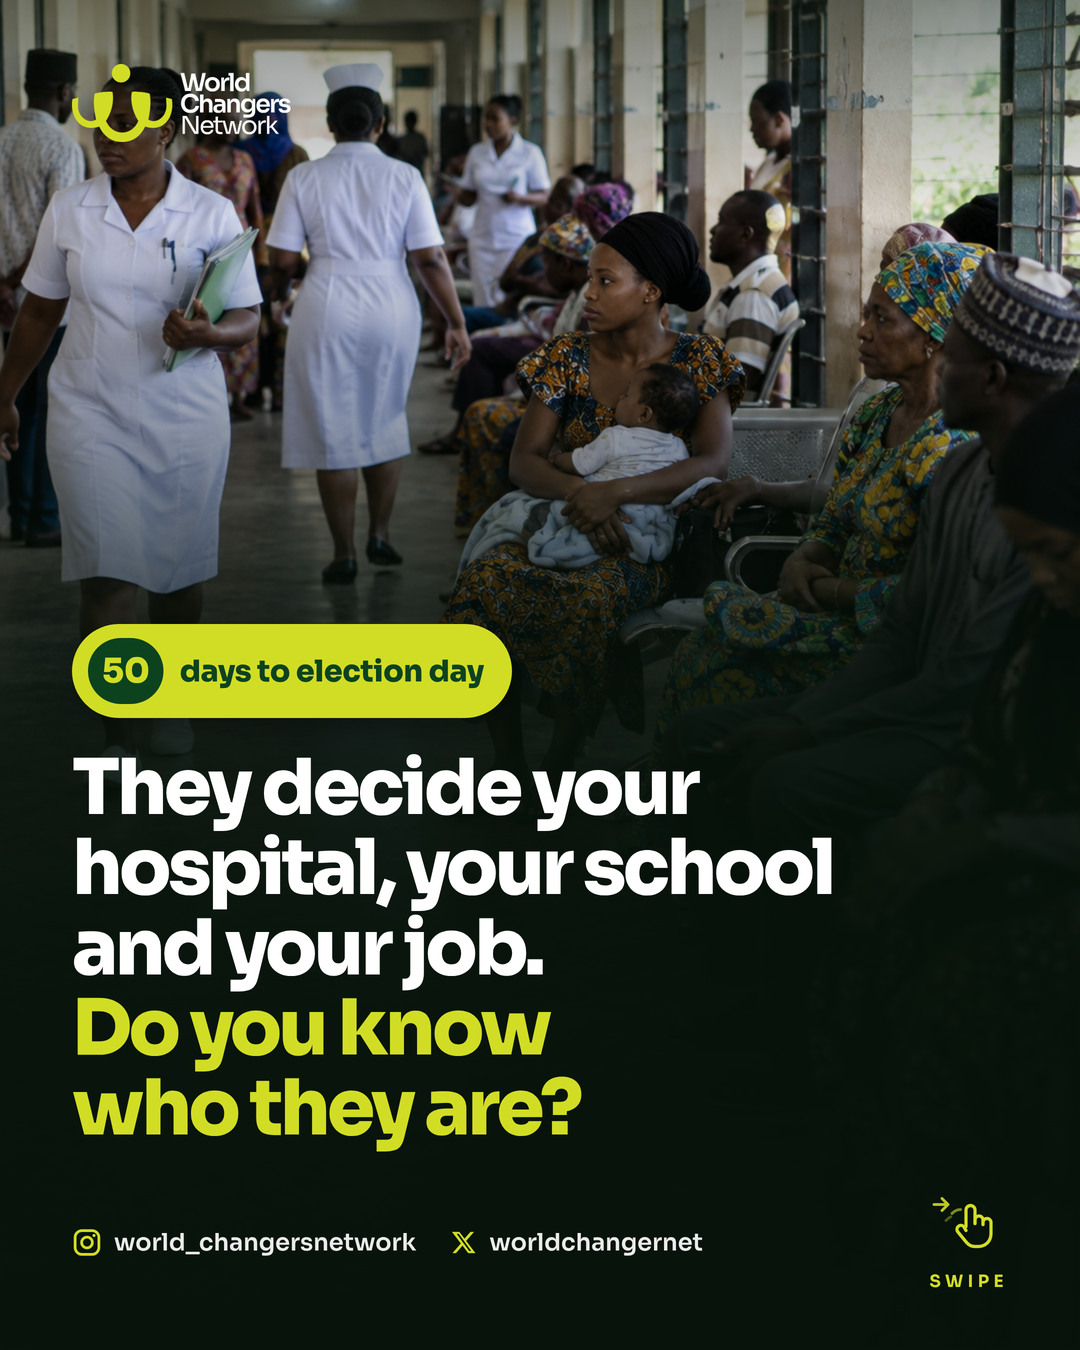 World
Changers
Network
50 days to election day
They decide your
hospital, your school
and your job.
Do you know
who they are?
world_changersnetwork X worldchangernet
SWIPE